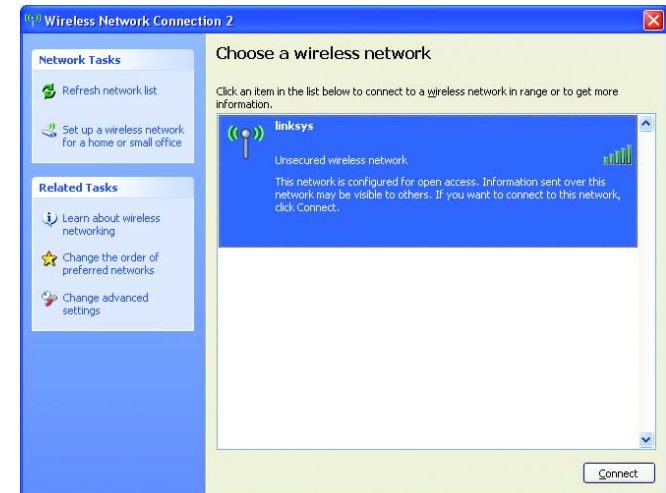 Wireless Network Connection 2
Network Tasks
Refresh network list
Set up a wireless network
for a home or small office
Related Tasks
Learn about wireless
networking
Change the order of
preferred networks
Change advanced
settings
Choose a wireless network
Click an item in the list below to connect to a wireless network in range or to get more
information.
linksys
Unsecured wireless network
This network is configured for open access. Information sent over this
network may be visible to others. If you want to connect to this network,
click Connect.
Connect